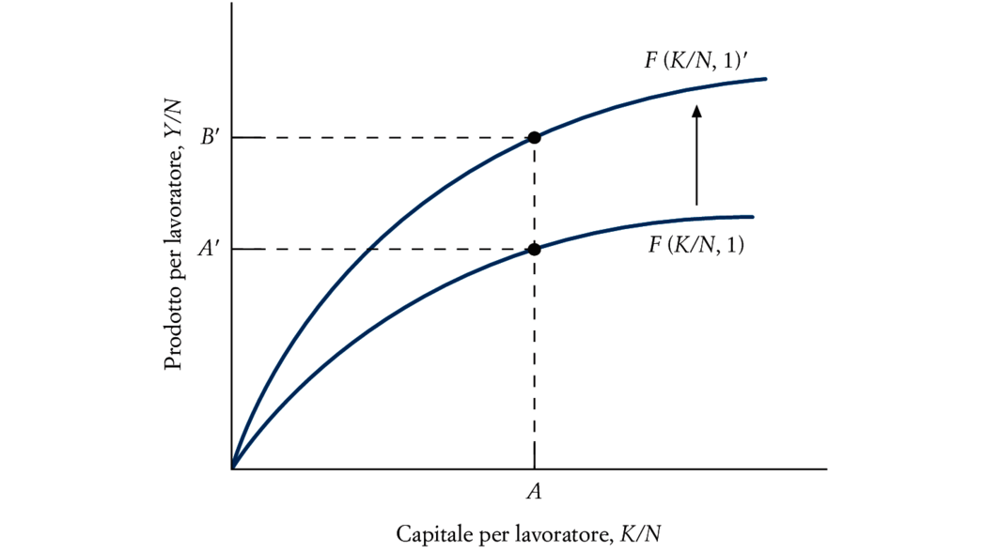 F (K/N, 1)′
Prodotto per lavoratore, Y/N
B′
A′
F (K/N, 1)
A
Capitale per lavoratore, K/N